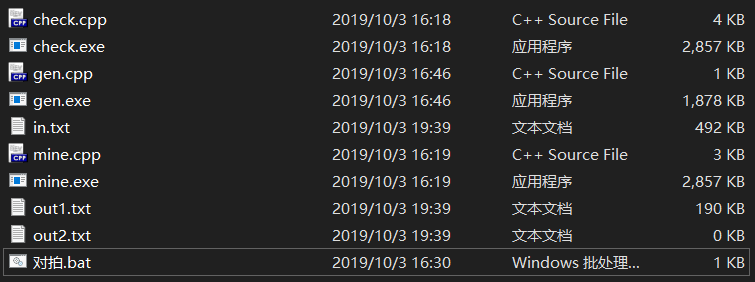 check.cpp 2019/10/3 16:18 C++ Source File 4 KB
check.exe 2019/10/3 16:18 应用程序 2,857 KB
gen.cpp 2019/10/3 16:46 C++ Source File 1 KB
gen.exe 2019/10/3 16:46 应用程序 1,878 KB
in.txt 2019/10/3 19:39 文本文档 492 KB
mine.cpp 2019/10/3 16:19 C++ Source File 3 KB
mine.exe 2019/10/3 16:19 应用程序 2,857 KB
out1.txt 2019/10/3 19:39 文本文档 190 KB
out2.txt 2019/10/3 19:39 文本文档 0 KB
对拍.bat 2019/10/3 16:30 Windows 批处理... 1 KB